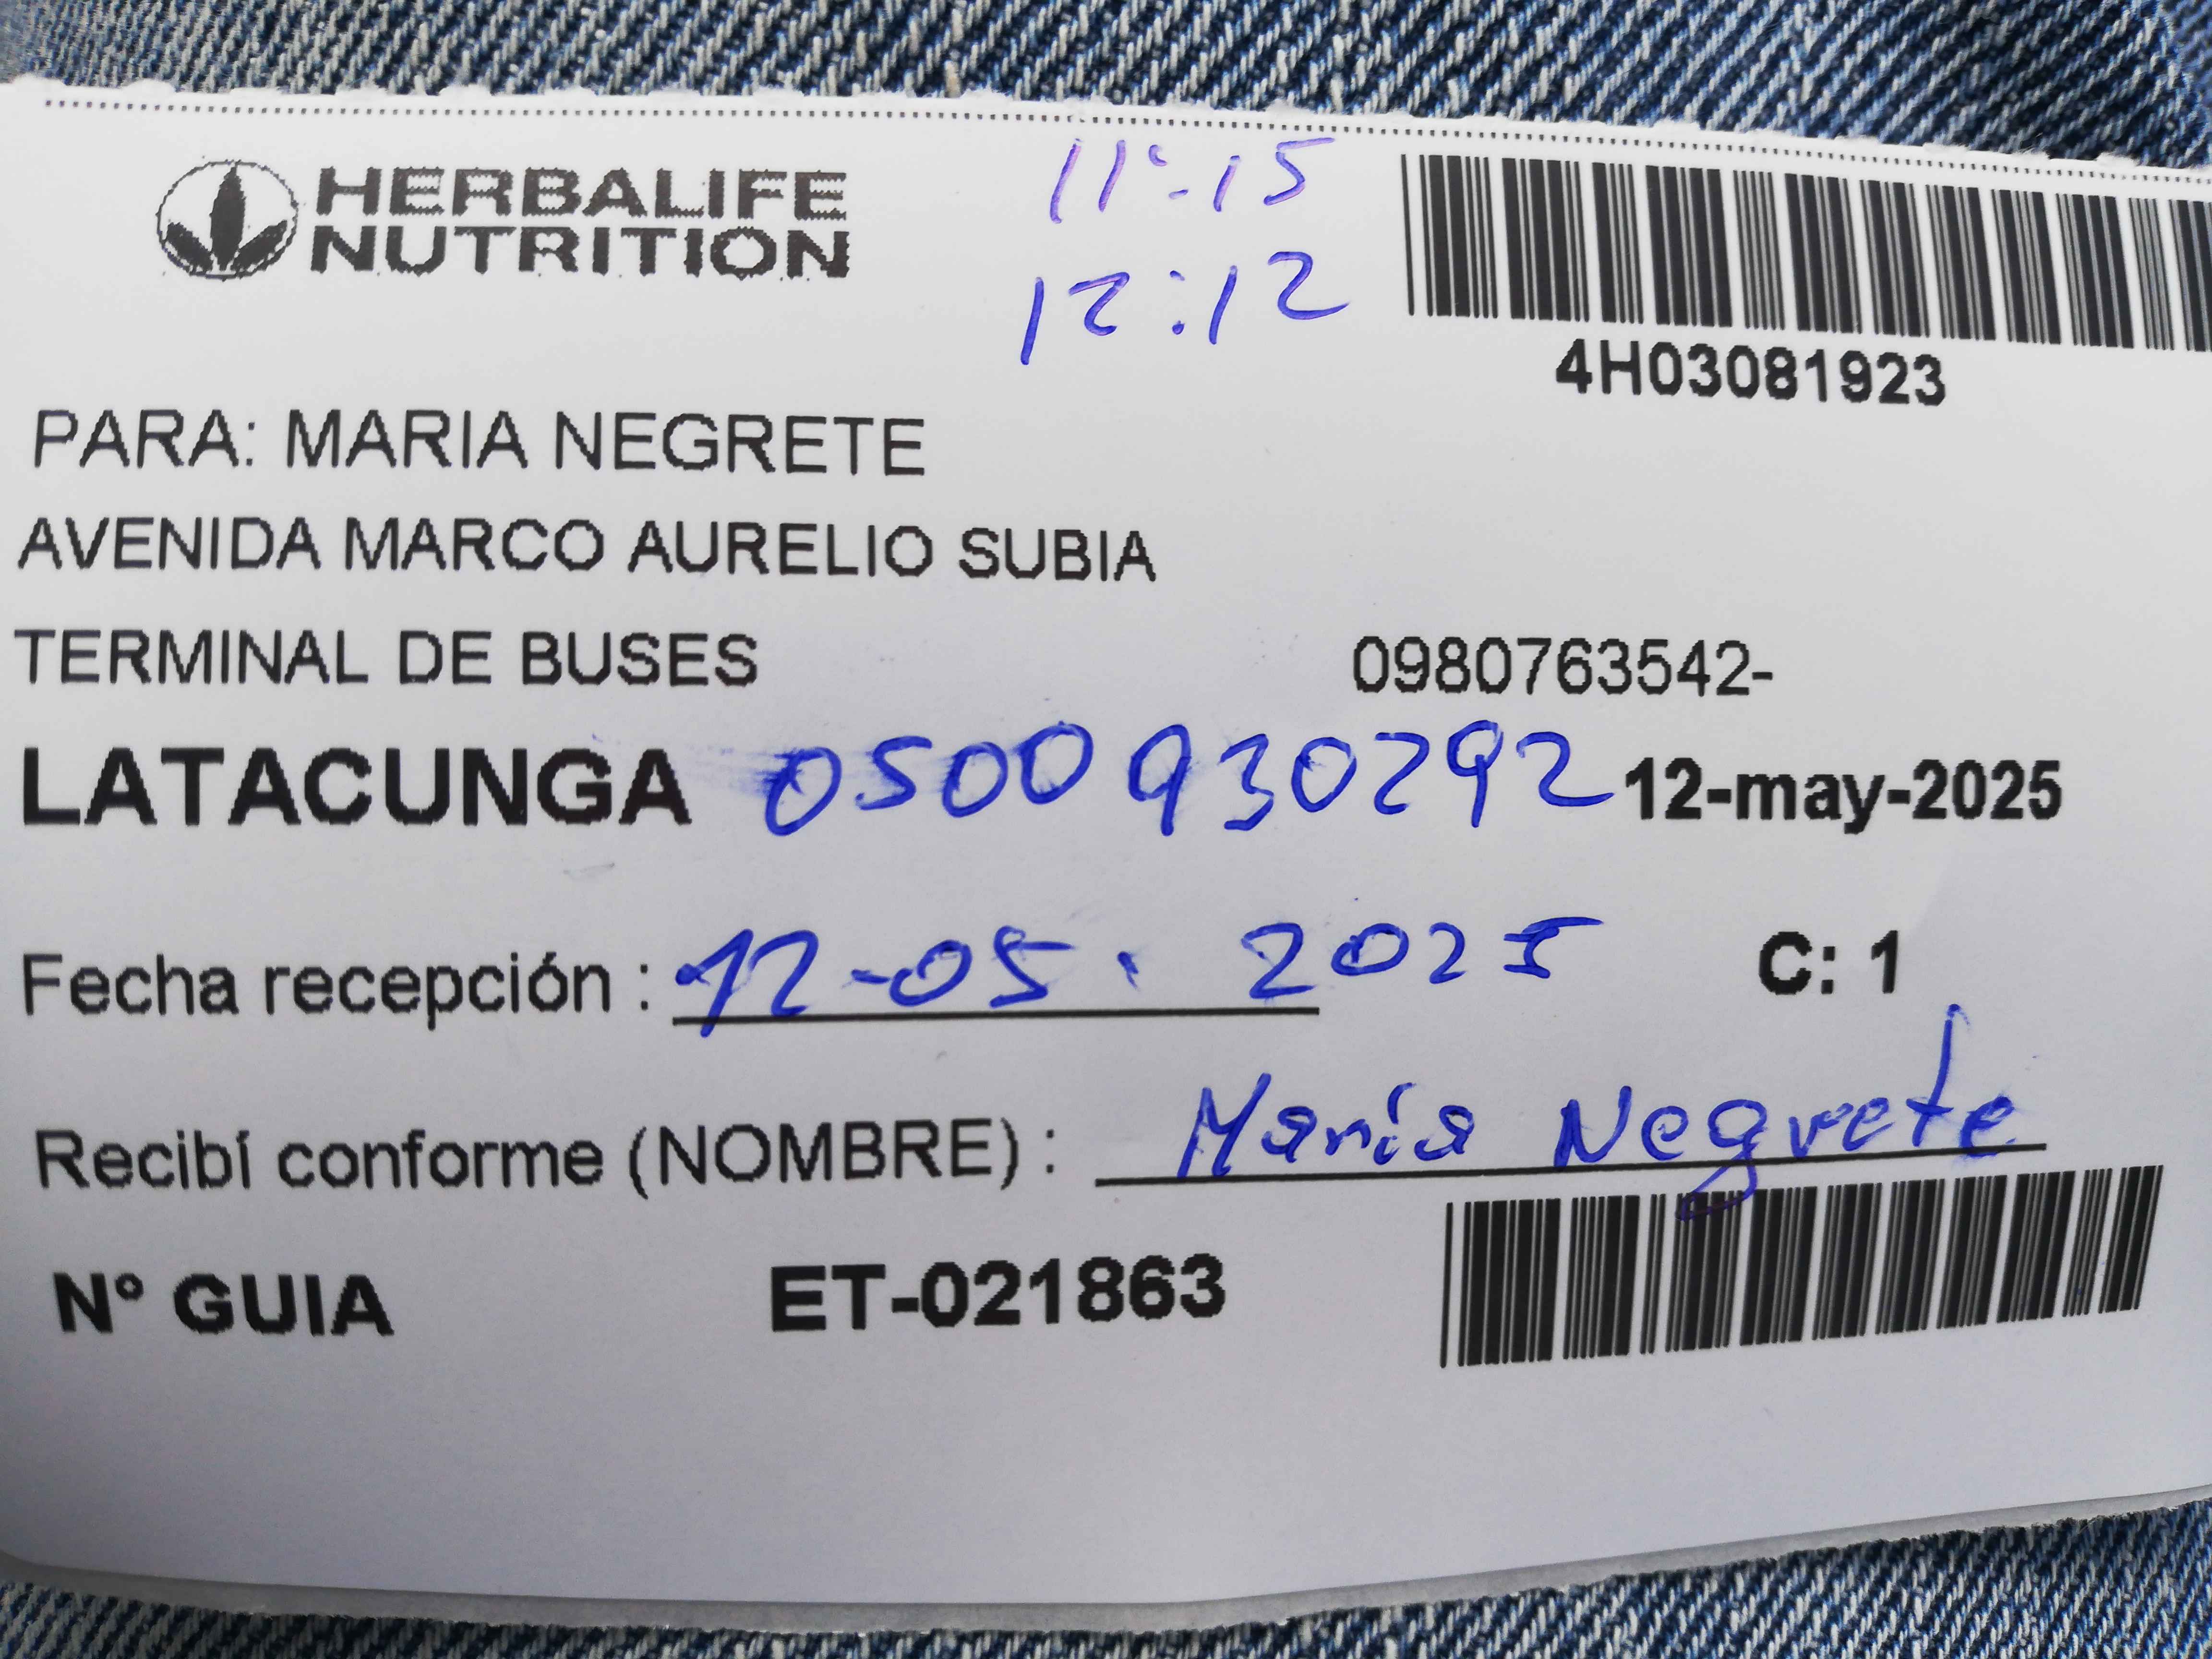 HERBALIFE
NUTRITION
11:15
12:12
4H03081923
PARA: MARIA NEGRETE
AVENIDA MARCO AURELIO SUBIA
TERMINAL DE BUSES 0980763542-
LATACUNGA 0500930292 12-may-2025
Fecha recepción : 12-05. 2025 C: 1
Recibí conforme (NOMBRE) : María Negrete
N° GUIA ET-021863